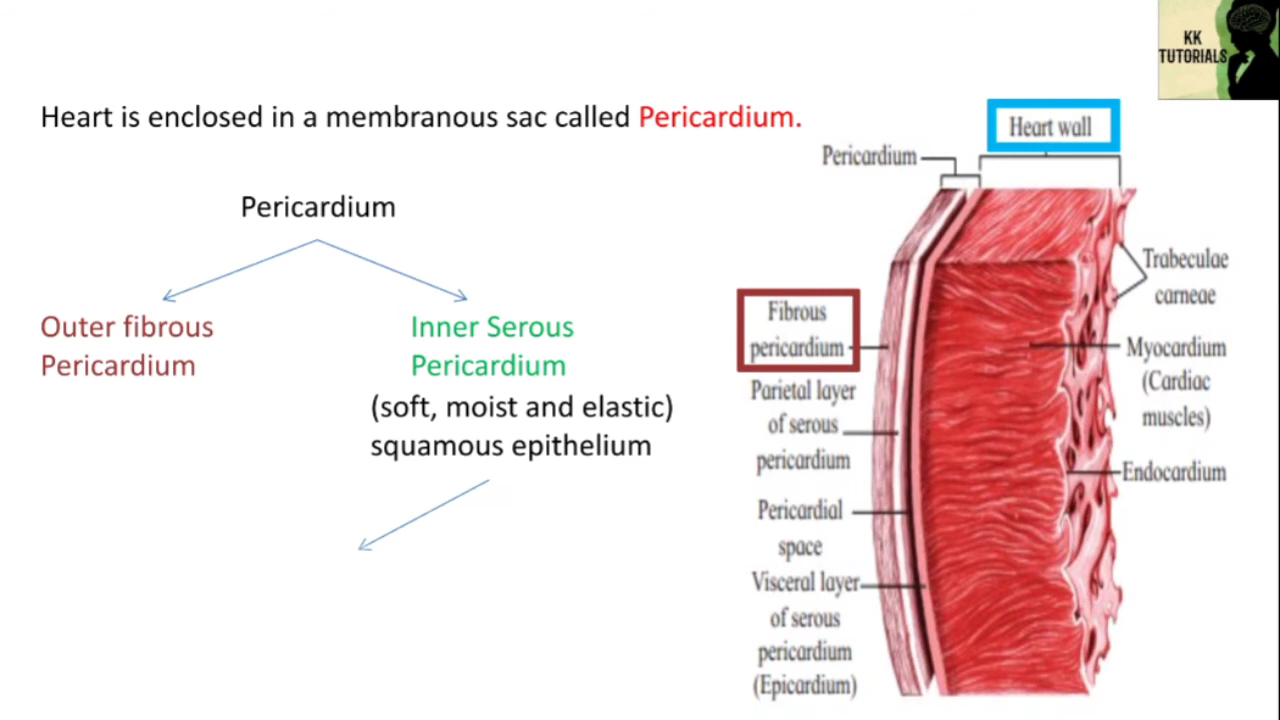 KK
TUTORIALS
Heart is enclosed in a membranous sac called Pericardium.
Pericardium
Outer fibrous
Pericardium
Inner Serous
Pericardium
(soft, moist and elastic)
squamous epithelium
Heart wall
Pericardium
Fibrous
pericardium
Parietal layer
of serous
pericardium
Pericardial
space
Visceral layer
of serous
pericardium
(Epicardium)
Trabeculae
carneae
Myocardium
(Cardiac
muscles)
Endocardium